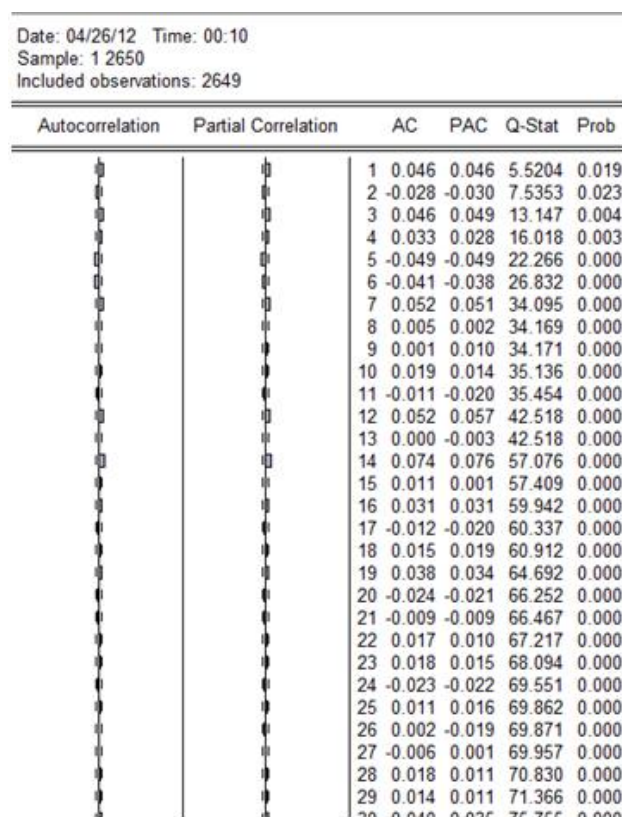 Date: 04/26/12 Time: 00:10
Sample: 1 2650
Included observations: 2649
Autocorrelation Partial Correlation AC PAC Q-Stat Prob
1 0.046 0.046 5.5204 0.019
2 -0.028 -0.030 7.5353 0.023
3 0.046 0.049 13.147 0.004
4 0.033 0.028 16.018 0.003
5 -0.049 -0.049 22.266 0.000
6 -0.041 -0.038 26.832 0.000
7 0.052 0.051 34.095 0.000
8 0.005 0.002 34.169 0.000
9 0.001 0.010 34.171 0.000
10 0.019 0.014 35.136 0.000
11 -0.011 -0.020 35.454 0.000
12 0.052 0.057 42.518 0.000
13 0.000 -0.003 42.518 0.000
14 0.074 0.076 57.076 0.000
15 0.011 0.001 57.409 0.000
16 0.031 0.031 59.942 0.000
17 -0.012 -0.020 60.337 0.000
18 0.015 0.019 60.912 0.000
19 0.038 0.034 64.692 0.000
20 -0.024 -0.021 66.252 0.000
21 -0.009 -0.009 66.467 0.000
22 0.017 0.010 67.217 0.000
23 0.018 0.015 68.094 0.000
24 -0.023 -0.022 69.551 0.000
25 0.011 0.016 69.862 0.000
26 0.002 -0.019 69.871 0.000
27 -0.006 0.001 69.957 0.000
28 0.018 0.011 70.830 0.000
29 0.014 0.011 71.366 0.000